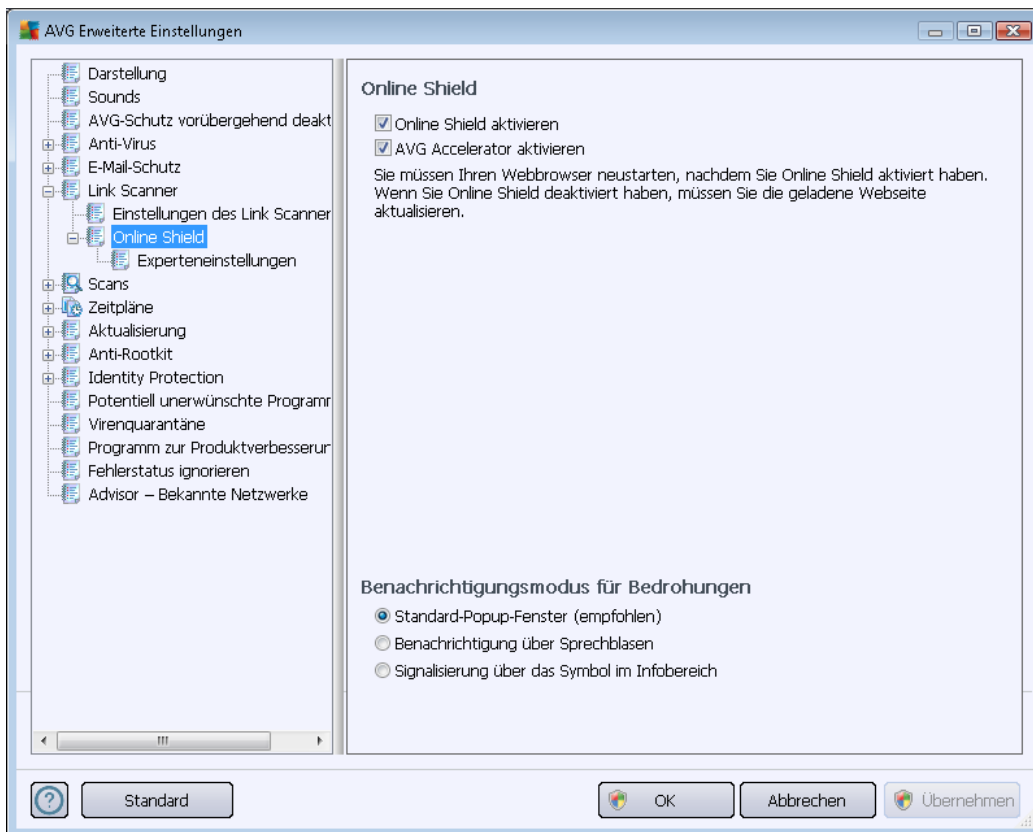 AVG Erweiterte Einstellungen
Darstellung
Sounds
AVG-Schutz vorübergehend deakt
Anti-Virus
E-Mail-Schutz
Link Scanner
Einstellungen des Link Scanner
Online Shield
Experteneinstellungen
Scans
Zeitpläne
Aktualisierung
Anti-Rootkit
Identity Protection
Potentiell unerwünschte Programm
Virenquarantäne
Programm zur Produktverbesserun
Fehlerstatus ignorieren
Advisor – Bekannte Netzwerke
Online Shield
Online Shield aktivieren
AVG Accelerator aktivieren
Sie müssen Ihren Webbrowser neustarten, nachdem Sie Online Shield aktiviert haben.
Wenn Sie Online Shield deaktiviert haben, müssen Sie die geladene Webseite
aktualisieren.
Benachrichtigungsmodus für Bedrohungen
Standard-Popup-Fenster (empfohlen)
Benachrichtigung über Sprechblasen
Signalisierung über das Symbol im Infobereich
Standard
OK
Abbrechen
Übernehmen